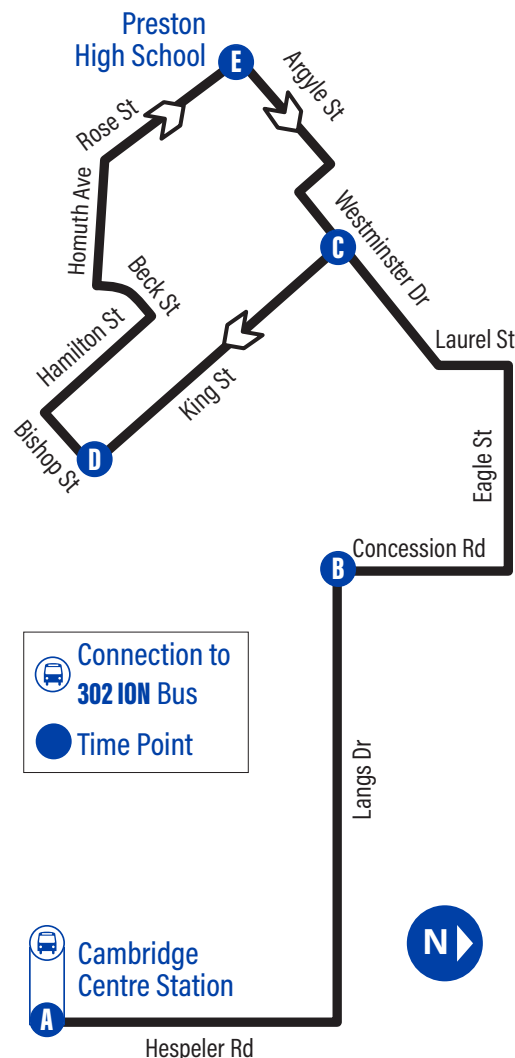 Preston
High School
E
Argyle St
Rose St
Homuth Ave
Westminster Dr
C
Beck St
Hamilton St
Laurel St
King St
Bishop St
D
Eagle St
Concession Rd
B
Connection to
302 ION Bus
Time Point
Langs Dr
N
Cambridge
Centre Station
A
Hespeler Rd